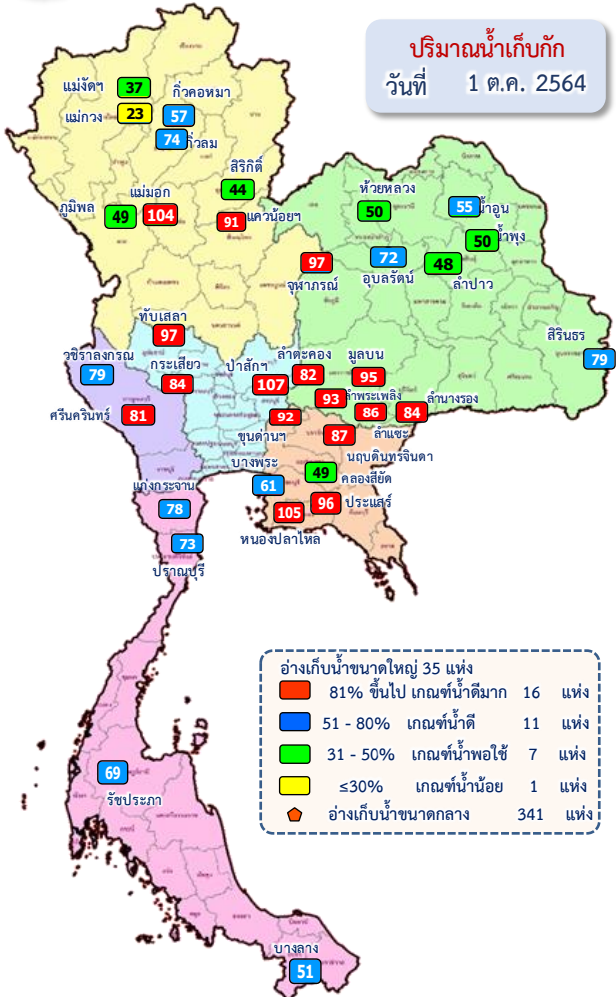 ปริมาณน้ำเก็บกัก
วันที่ 1 ต.ค. 2564
แม่งัดฯ 37
กิ่วคอหมา
แม่กวง 23 57
74 กิ่วลม
สิริกิติ์
44
แม่มอก
ภูมิพล 49 104
91 แควน้อยฯ
ห้วยหลวง
50
55 น้ำอูน
50 น้ำพุง
97
จุฬาภรณ์
72
อุบลรัตน์
48
ลำปาว
สิรินธร
79
ทับเสลา
97
วชิราลงกรณ
79
กระเสียว
84
ป่าสักฯ
107
ลำตะคอง
82
มูลบน
95
93 ลำพระเพลิง
86
ลำแซะ
84 ลำนางรอง
ศรีนครินทร์ 81
92
ขุนด่านฯ
87
นฤบดินทรจินดา
บางพระ
61
49 คลองสียัด
96 ประแสร์
105
หนองปลาไหล
แก่งกระจาน
78
73
ปราณบุรี
69
รัชประภา
บางลาง
51
อ่างเก็บน้ำขนาดใหญ่ 35 แห่ง
81% ขึ้นไป เกณฑ์น้ำดีมาก 16 แห่ง
51 - 80% เกณฑ์น้ำดี 11 แห่ง
31 - 50% เกณฑ์น้ำพอใช้ 7 แห่ง
≤30% เกณฑ์น้ำน้อย 1 แห่ง
อ่างเก็บน้ำขนาดกลาง 341 แห่ง